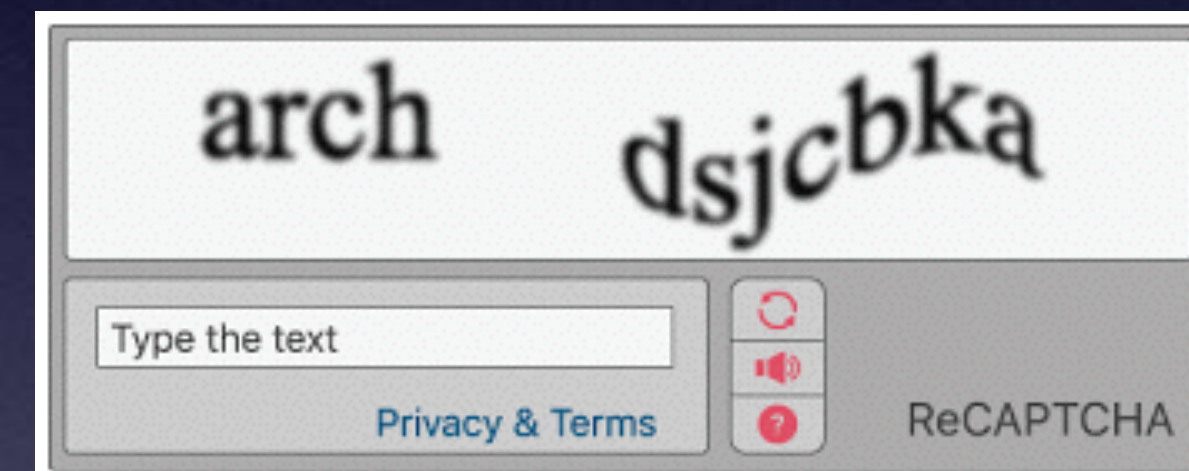 arch dsjcbka
Type the text
Privacy & Terms
?
ReCAPTCHA